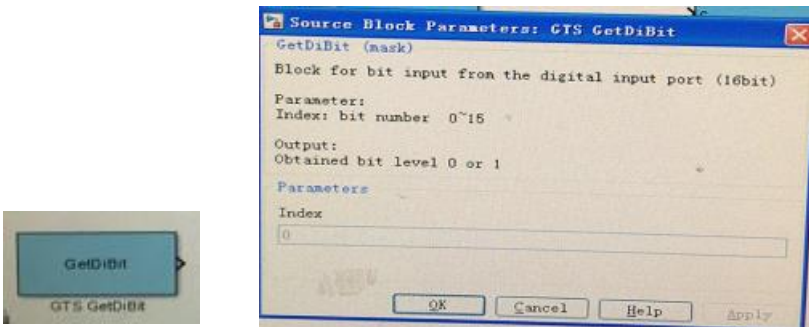 Source Block Parameters: GTS GetDiBit
GetDiBit (mask)
Block for bit input from the digital input port (16bit)
Parameter:
Index: bit number 0~15
Output:
Obtained bit level 0 or 1
Parameters
Index
0
OK Cancel Help Apply
GetDiBit
GTS GetDiBit